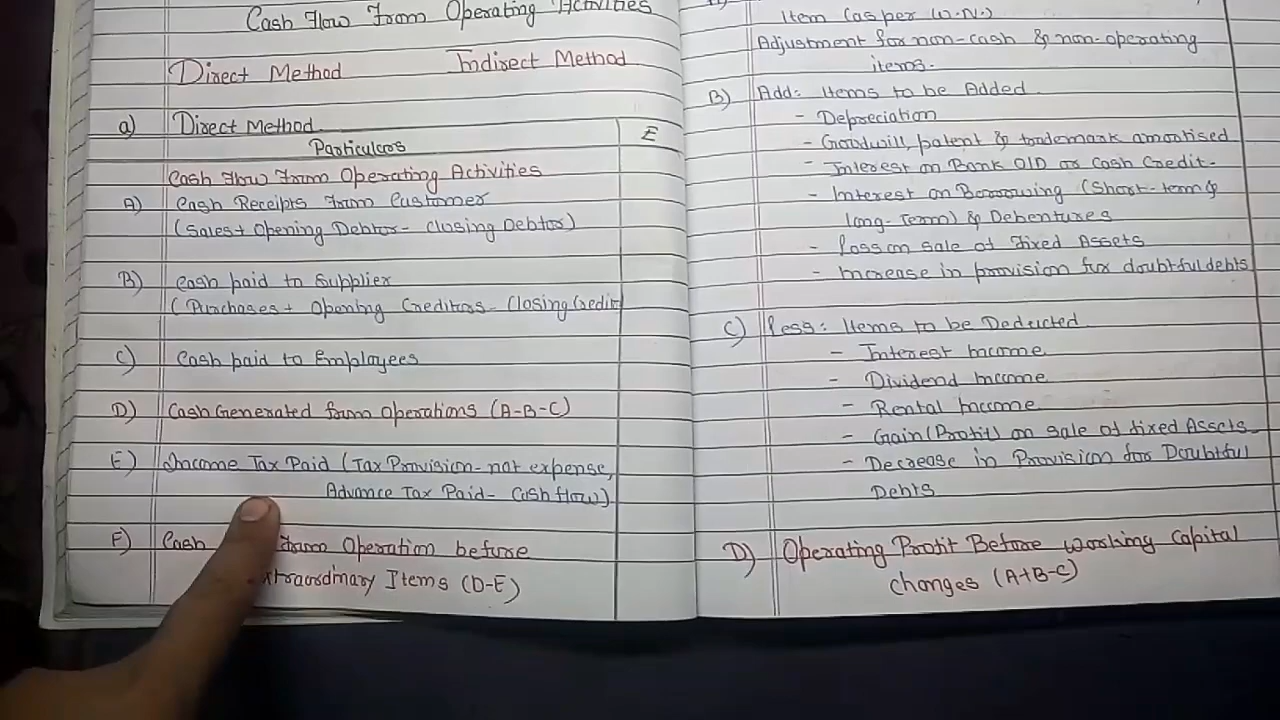 Cash Flow From Operating Activities
Direct Method Indirect Method
a) Direct Method
Particulars ₹
Cash Flow From Operating Activities
A) Cash Receipts From Customer
(Sales + Opening Debtor - Closing Debtor)
B) Cash paid to Supplier
(Purchases + Opening Creditors - Closing Credit
C) Cash paid to Employees
D) Cash Generated form Operations (A-B-C)
E) Income Tax Paid (Tax Provision - not expense,
Advance Tax Paid - Cash flow)
F) Cash from Operation before
xtraordinary Items (D-E)
Item (as per W.N.)
Adjustment for non-cash & non-operating
items.
B) Add: Items to be Added
- Depreciation
- Goodwill, patent & trademark amortised
- Interest on Bank O/D or Cash Credit.
- Interest on Borrowing (Short-term &
long-Term) & Debentures
- Loss on sale of Fixed Assets
- Increase in provision for doubtful debts
C) Less: Items to be Deducted
- Interest Income
- Dividend Income
- Rental Income
- Gain (Profit) on sale of fixed Assets
- Decrease in Provision for Doubtful
Debts
D) Operating Profit Before working Capital
changes (A+B-C)